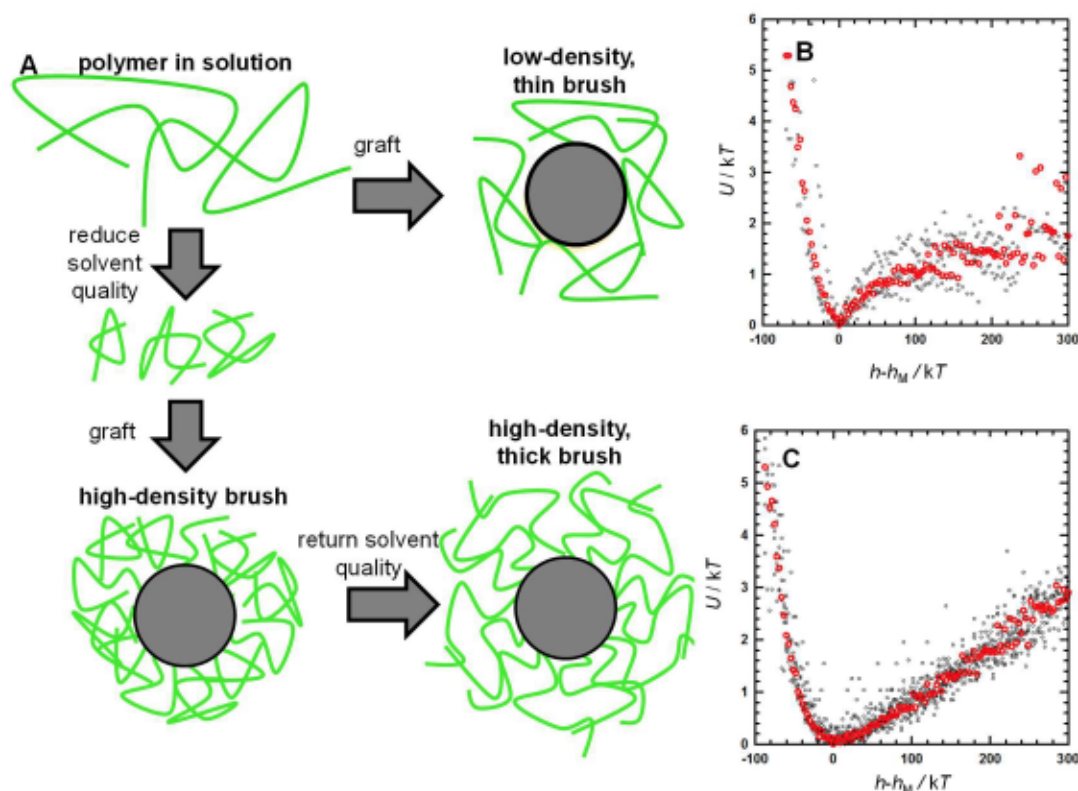 A
polymer in solution
low-density,
thin brush
graft
reduce
solvent
quality
graft
high-density brush
return solvent
quality
high-density,
thick brush
B
6
5
4
3
2
1
0
U / kT
-100
0
100
200
300
h-hM / kT
C
6
5
4
3
2
1
0
U / kT
-100
0
100
200
300
h-hM / kT